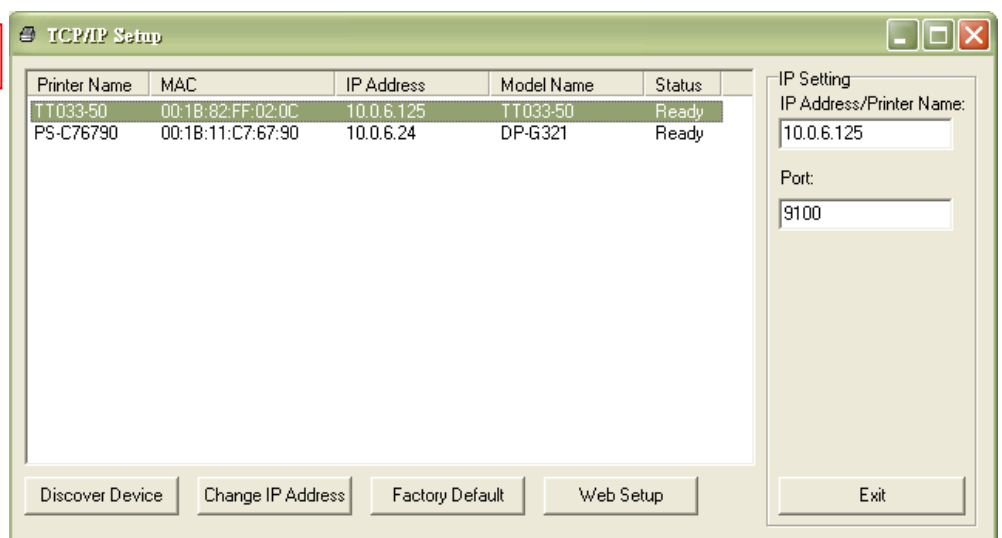 TCP/IP Setup
Printer Name MAC IP Address Model Name Status
TT033-50 00:1B:82:FF:02:0C 10.0.6.125 TT033-50 Ready
PS-C76790 00:1B:11:C7:67:90 10.0.6.24 DP-G321 Ready
IP Setting
IP Address/Printer Name:
10.0.6.125
Port:
9100
Discover Device Change IP Address Factory Default Web Setup Exit